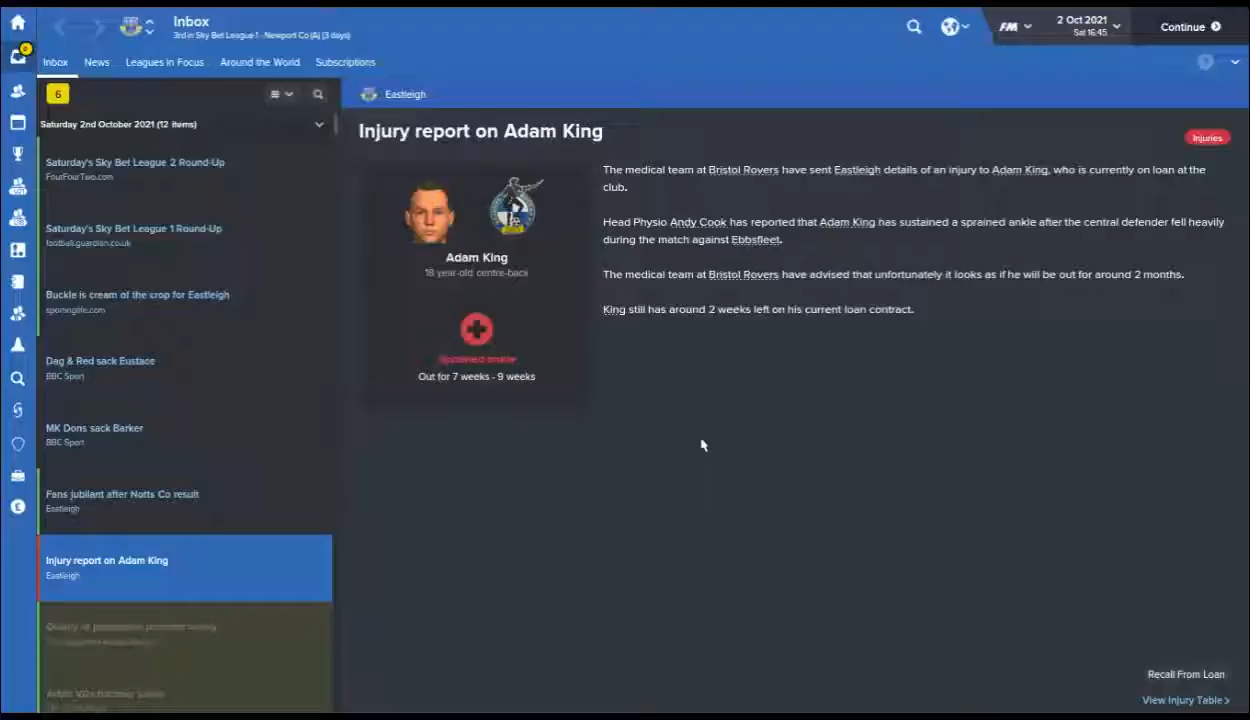 Inbox
3rd in Sky Bet League 1 - Newport Co (A) (3 days)
FM
2 Oct 2021
Sat 16:45
Continue
Inbox
News
Leagues in Focus
Around the World
Subscriptions
6
Eastleigh
Saturday 2nd October 2021 (12 items)
Saturday's Sky Bet League 2 Round-Up
FourFourTwo.com
Saturday's Sky Bet League 1 Round-Up
football.guardian.co.uk
Buckle is cream of the crop for Eastleigh
sportinglife.com
Dag & Red sack Eustace
BBC Sport
MK Dons sack Barker
BBC Sport
Fans jubilant after Notts Co result
Eastleigh
Injury report on Adam King
Eastleigh
Injury report on Adam King
Injuries
Adam King
18 year-old centre-back
Sprained ankle
Out for 7 weeks - 9 weeks
The medical team at Bristol Rovers have sent Eastleigh details of an injury to Adam King, who is currently on loan at the
club.
Head Physio Andy Cook has reported that Adam King has sustained a sprained ankle after the central defender fell heavily
during the match against Ebbsfleet.
The medical team at Bristol Rovers have advised that unfortunately it looks as if he will be out for around 2 months.
King still has around 2 weeks left on his current loan contract.
Recall From Loan
View Injury Table >